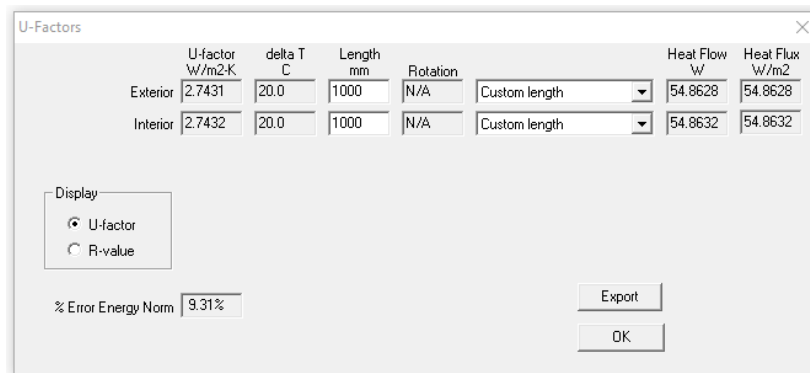 U-Factors
U-factor delta T Length Heat Flow Heat Flux
W/m2-K C mm Rotation W W/m2
Exterior 2.7431 20.0 1000 N/A Custom length 54.8628 54.8628
Interior 2.7432 20.0 1000 N/A Custom length 54.8632 54.8632
Display
U-factor
R-value
% Error Energy Norm 9.31%
Export
OK